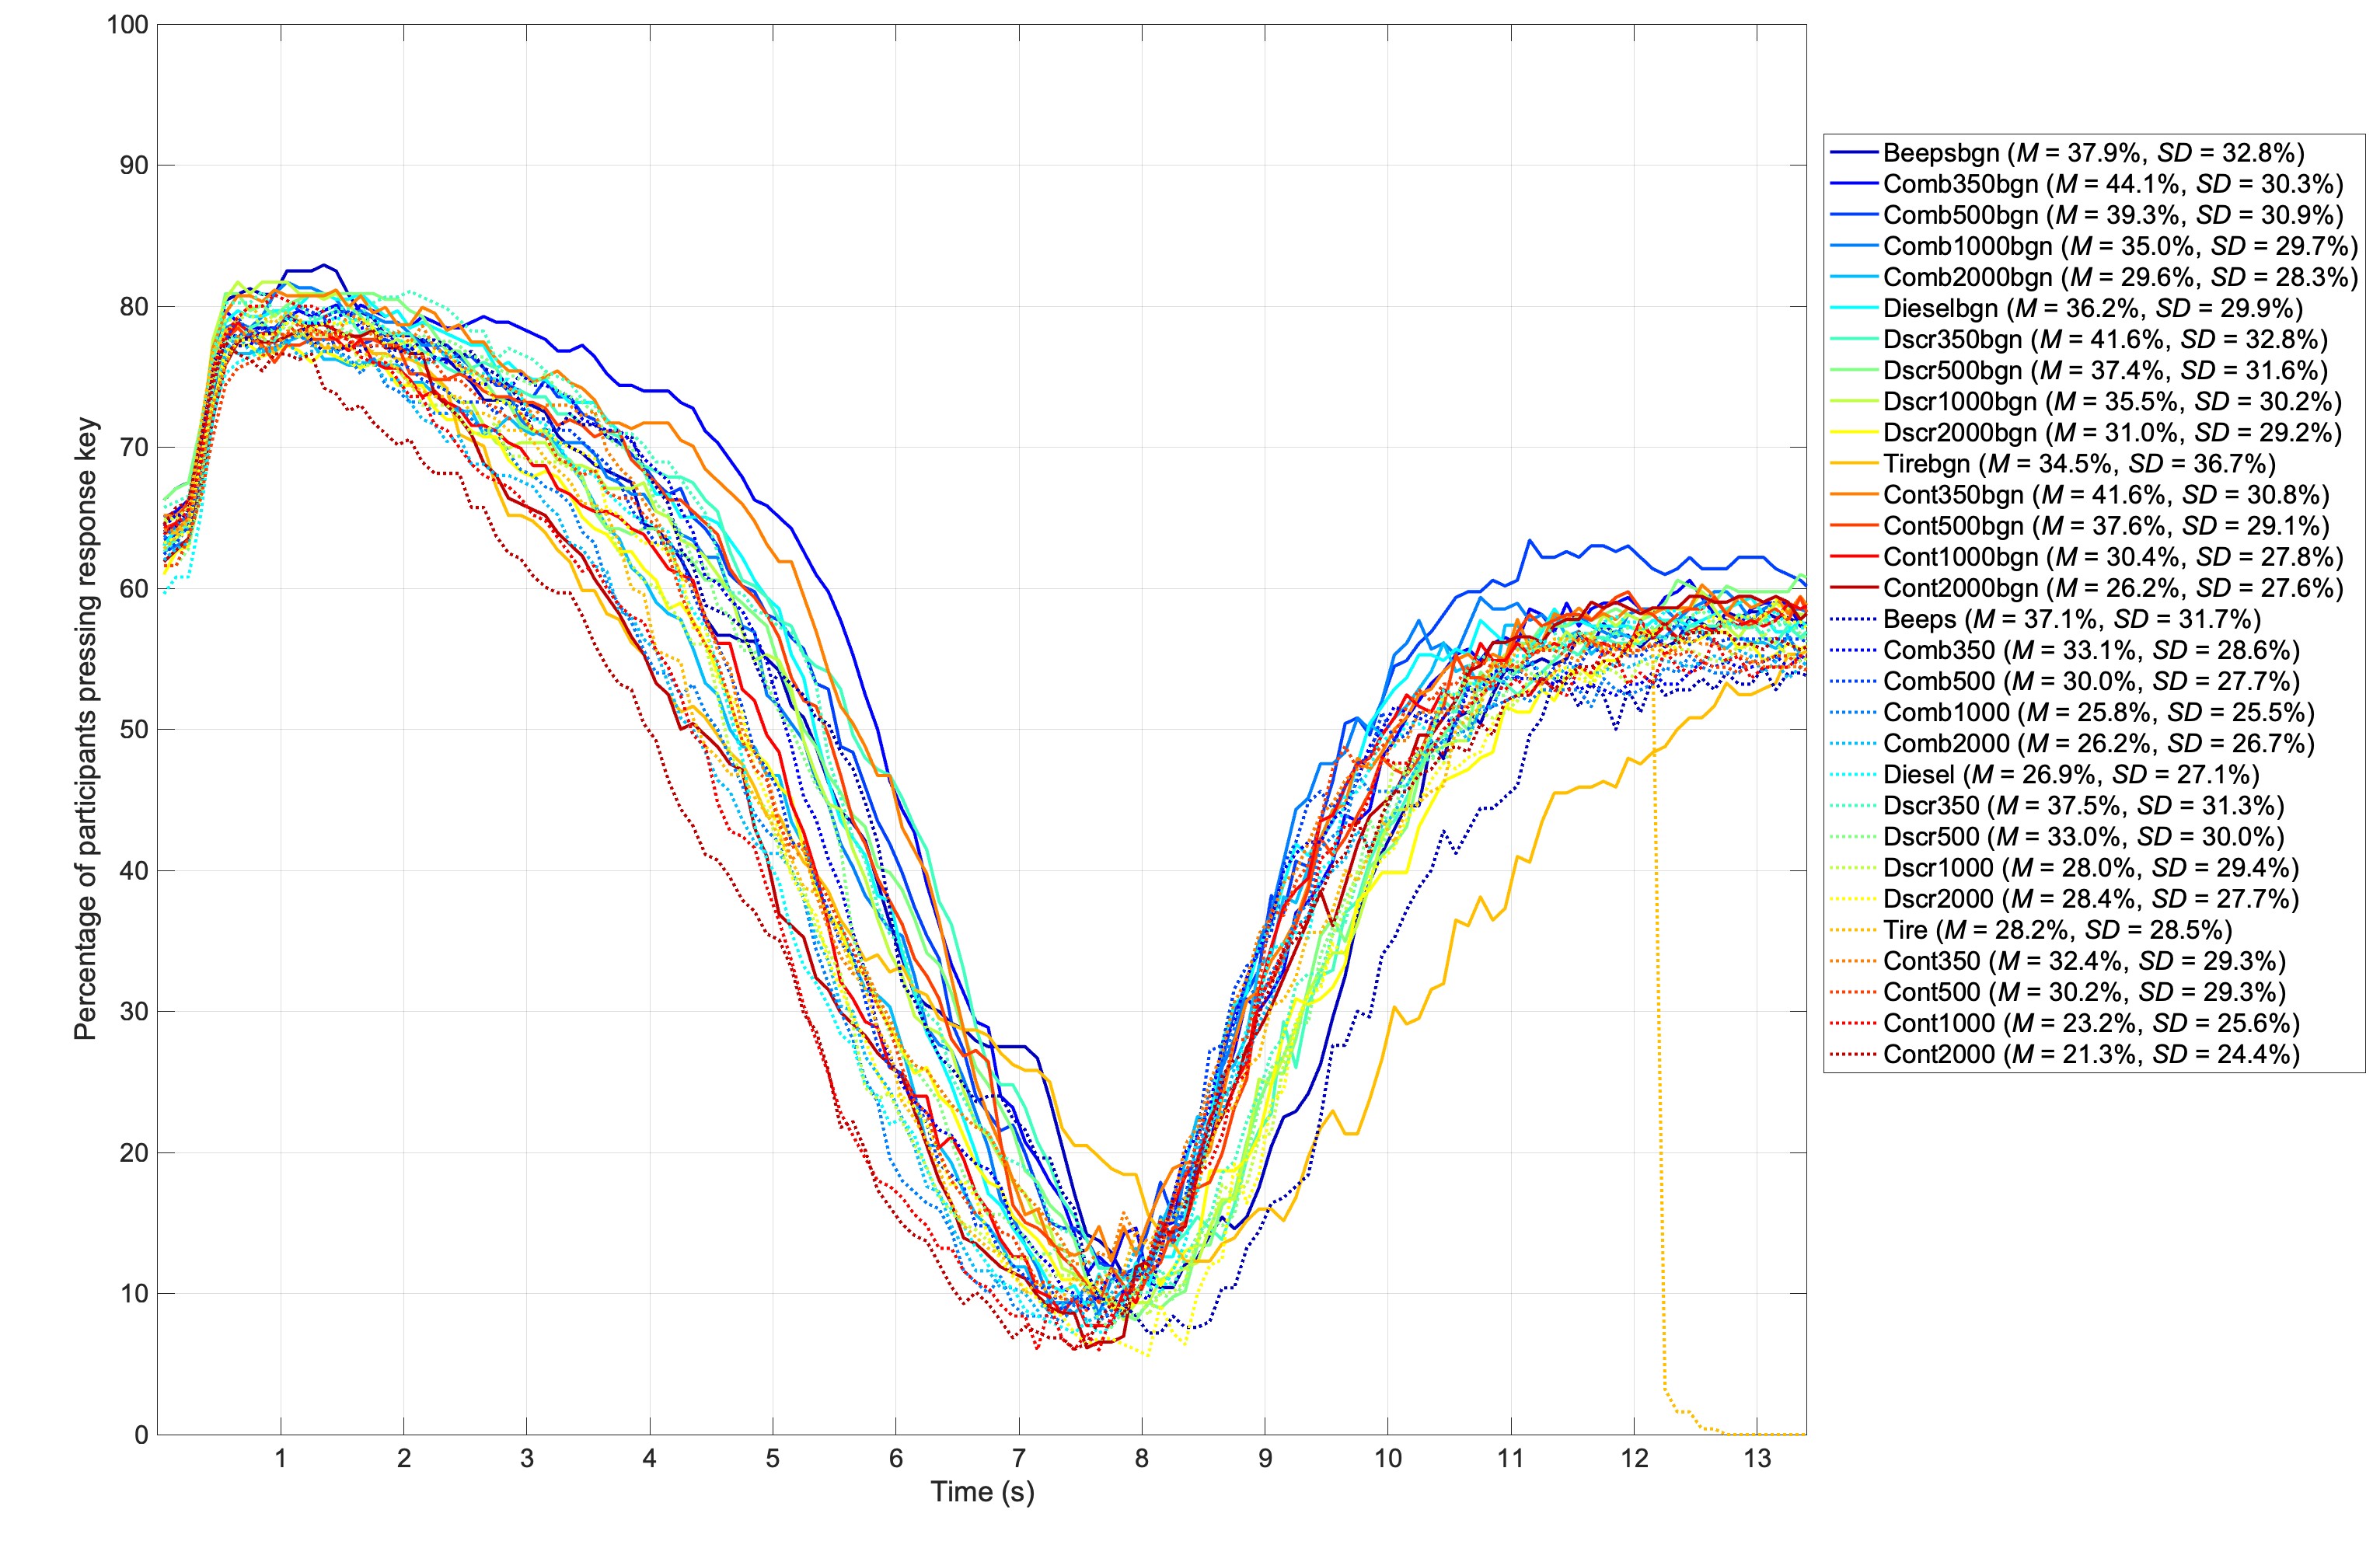 100
90
80
70
60
50
40
30
20
10
0
Percentage of participants pressing response key
1 2 3 4 5 6 7 8 9 10 11 12 13
Time (s)
Beepsbgn (M = 37.9%, SD = 32.8%)
Comb350bgn (M = 44.1%, SD = 30.3%)
Comb500bgn (M = 39.3%, SD = 30.9%)
Comb1000bgn (M = 35.0%, SD = 29.7%)
Comb2000bgn (M = 29.6%, SD = 28.3%)
Dieselbgn (M = 36.2%, SD = 29.9%)
Dscr350bgn (M = 41.6%, SD = 32.8%)
Dscr500bgn (M = 37.4%, SD = 31.6%)
Dscr1000bgn (M = 35.5%, SD = 30.2%)
Dscr2000bgn (M = 31.0%, SD = 29.2%)
Tirebgn (M = 34.5%, SD = 36.7%)
Cont350bgn (M = 41.6%, SD = 30.8%)
Cont500bgn (M = 37.6%, SD = 29.1%)
Cont1000bgn (M = 30.4%, SD = 27.8%)
Cont2000bgn (M = 26.2%, SD = 27.6%)
Beeps (M = 37.1%, SD = 31.7%)
Comb350 (M = 33.1%, SD = 28.6%)
Comb500 (M = 30.0%, SD = 27.7%)
Comb1000 (M = 25.8%, SD = 25.5%)
Comb2000 (M = 26.2%, SD = 26.7%)
Diesel (M = 26.9%, SD = 27.1%)
Dscr350 (M = 37.5%, SD = 31.3%)
Dscr500 (M = 33.0%, SD = 30.0%)
Dscr1000 (M = 28.0%, SD = 29.4%)
Dscr2000 (M = 28.4%, SD = 27.7%)
Tire (M = 28.2%, SD = 28.5%)
Cont350 (M = 32.4%, SD = 29.3%)
Cont500 (M = 30.2%, SD = 29.3%)
Cont1000 (M = 23.2%, SD = 25.6%)
Cont2000 (M = 21.3%, SD = 24.4%)